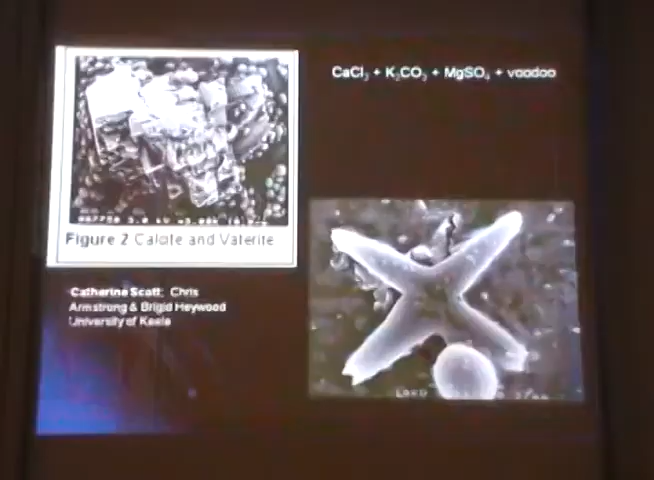 CaCl₂ + K₂CO₃ + MgSO₄ + voodoo
Figure 2 Calcite and Vaterite
Catherine Scott, Chris
Armstrong & Brigid Heywood
University of Keele